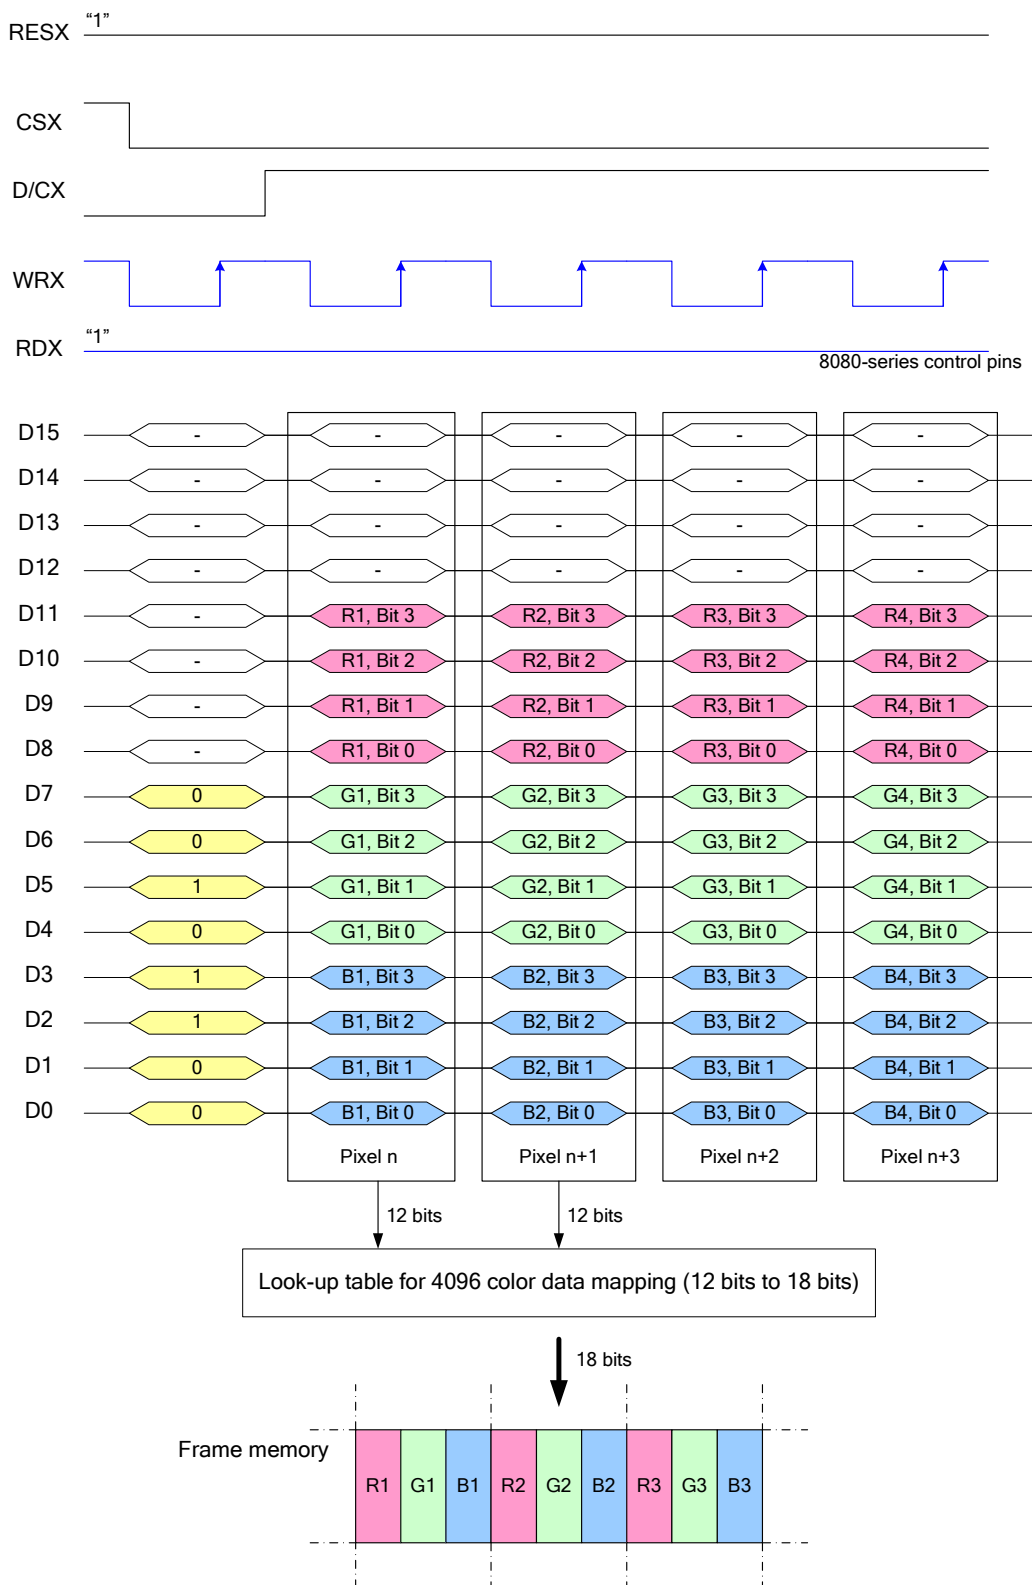 RESX “1”
CSX
D/CX
WRX
RDX “1”
8080-series control pins
D15 - - - - -
D14 - - - - -
D13 - - - - -
D12 - - - - -
D11 - R1, Bit 3 R2, Bit 3 R3, Bit 3 R4, Bit 3
D10 - R1, Bit 2 R2, Bit 2 R3, Bit 2 R4, Bit 2
D9 - R1, Bit 1 R2, Bit 1 R3, Bit 1 R4, Bit 1
D8 - R1, Bit 0 R2, Bit 0 R3, Bit 0 R4, Bit 0
D7 0 G1, Bit 3 G2, Bit 3 G3, Bit 3 G4, Bit 3
D6 0 G1, Bit 2 G2, Bit 2 G3, Bit 2 G4, Bit 2
D5 1 G1, Bit 1 G2, Bit 1 G3, Bit 1 G4, Bit 1
D4 0 G1, Bit 0 G2, Bit 0 G3, Bit 0 G4, Bit 0
D3 1 B1, Bit 3 B2, Bit 3 B3, Bit 3 B4, Bit 3
D2 1 B1, Bit 2 B2, Bit 2 B3, Bit 2 B4, Bit 2
D1 0 B1, Bit 1 B2, Bit 1 B3, Bit 1 B4, Bit 1
D0 0 B1, Bit 0 B2, Bit 0 B3, Bit 0 B4, Bit 0
Pixel n Pixel n+1 Pixel n+2 Pixel n+3
12 bits 12 bits
Look-up table for 4096 color data mapping (12 bits to 18 bits)
18 bits
Frame memory
R1 G1 B1 R2 G2 B2 R3 G3 B3